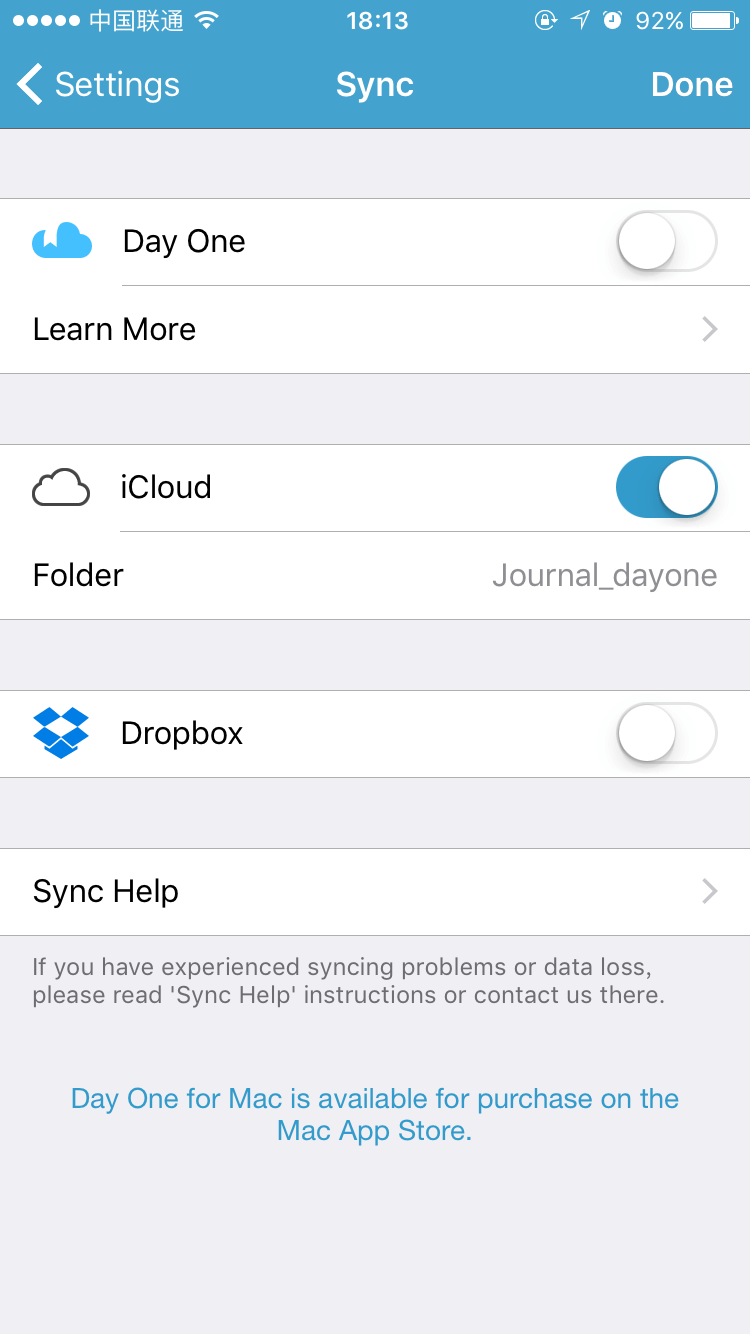 中国联通 18:13 92%
Settings Sync Done
Day One
Learn More
iCloud
Folder Journal_dayone
Dropbox
Sync Help
If you have experienced syncing problems or data loss,
please read 'Sync Help' instructions or contact us there.
Day One for Mac is available for purchase on the
Mac App Store.